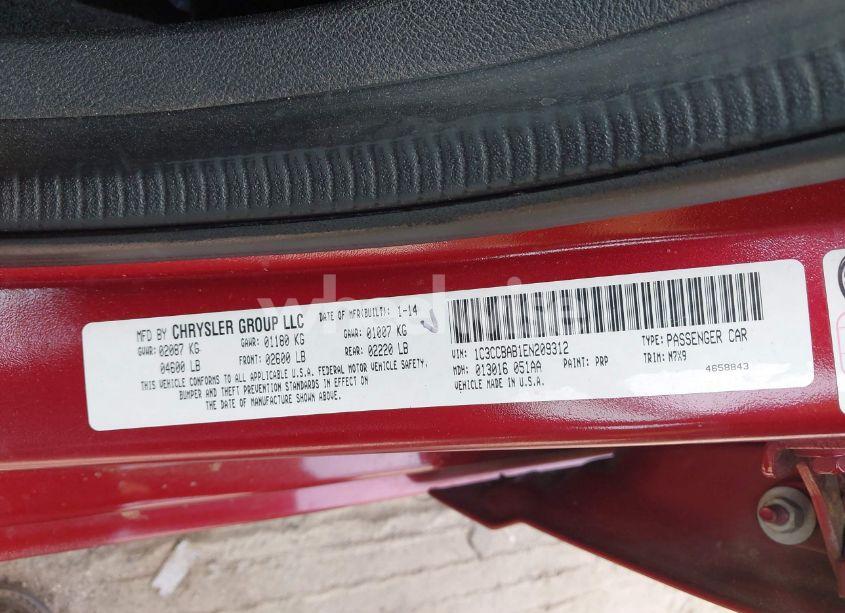 MFD BY CHRYSLER GROUP LLC
DATE OF MFR(BUILT): 1-14
GVWR: 02087 KG
GAWR: 01180 KG
GAWR: 01007 KG
04600 LB
FRONT: 02600 LB
REAR: 02220 LB
THIS VEHICLE CONFORMS TO ALL APPLICABLE U.S.A. FEDERAL MOTOR VEHICLE SAFETY,
BUMPER AND THEFT PREVENTION STANDARDS IN EFFECT ON
THE DATE OF MANUFACTURE SHOWN ABOVE.
VIN: 1C3CCBAB1EN209312
TYPE: PASSENGER CAR
MDH: 013016 051AA
PAINT: PRP
TRIM: M7X9
VEHICLE MADE IN U.S.A.
4658843